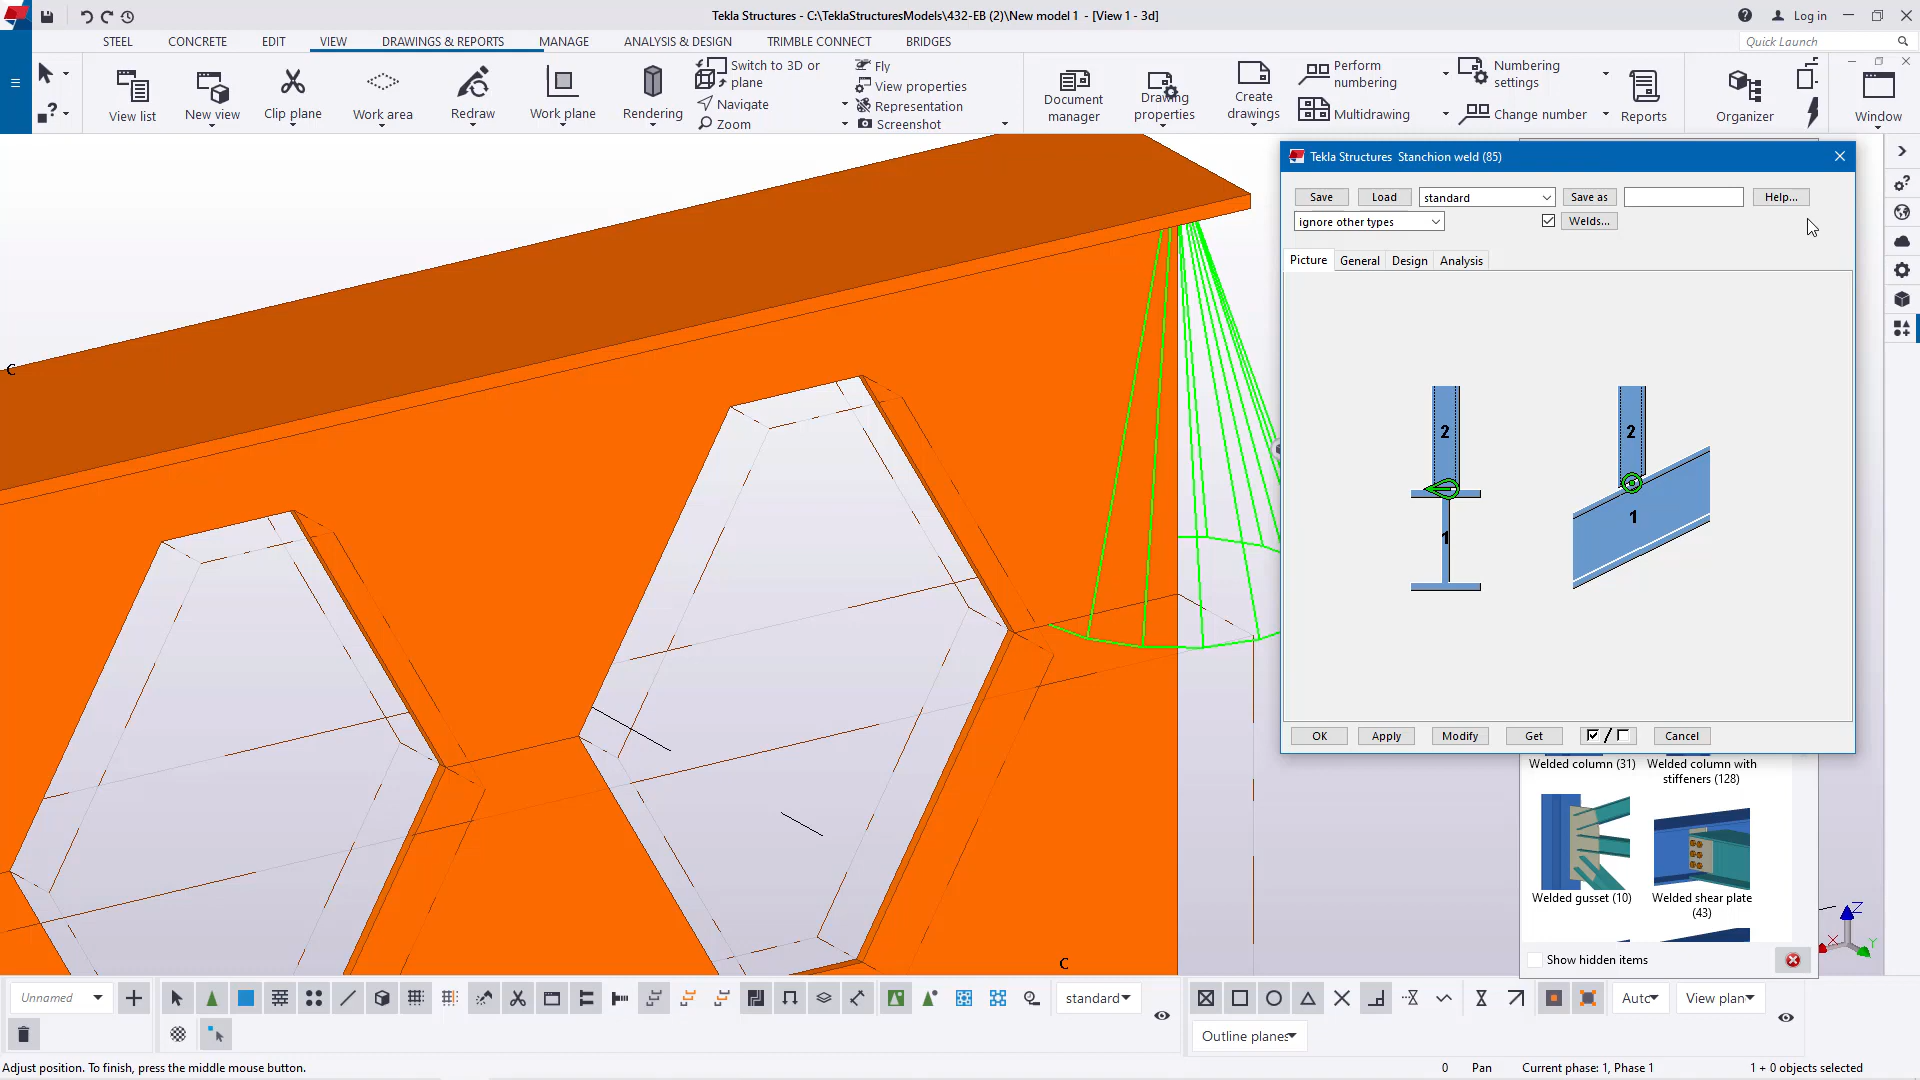 Tekla Structures - C:\TeklaStructuresModels\432-EB (2)\New model 1 - [View 1 - 3d]
Log in
STEEL CONCRETE EDIT VIEW DRAWINGS & REPORTS MANAGE ANALYSIS & DESIGN TRIMBLE CONNECT BRIDGES
Quick Launch
View list
New view
Clip plane
Work area
Redraw
Work plane
Rendering
Switch to 3D or
plane
Navigate
Zoom
Fly
View properties
Representation
Screenshot
Document
manager
Drawing
properties
Create
drawings
Perform
numbering
Multidrawing
Numbering
settings
Change number
Reports
Organizer
Window
Tekla Structures Stanchion weld (85)
Save Load standard Save as Help...
ignore other types Welds...
Picture General Design Analysis
2 2
1 1
OK Apply Modify Get / Cancel
C
C
Welded column (31)
Welded column with
stiffeners (128)
Welded gusset (10)
Welded shear plate
(43)
Show hidden items
Z
X
Y
Unnamed
standard
Auto
View plan
Outline planes
Adjust position. To finish, press the middle mouse button.
0 Pan Current phase: 1, Phase 1 1 + 0 objects selected